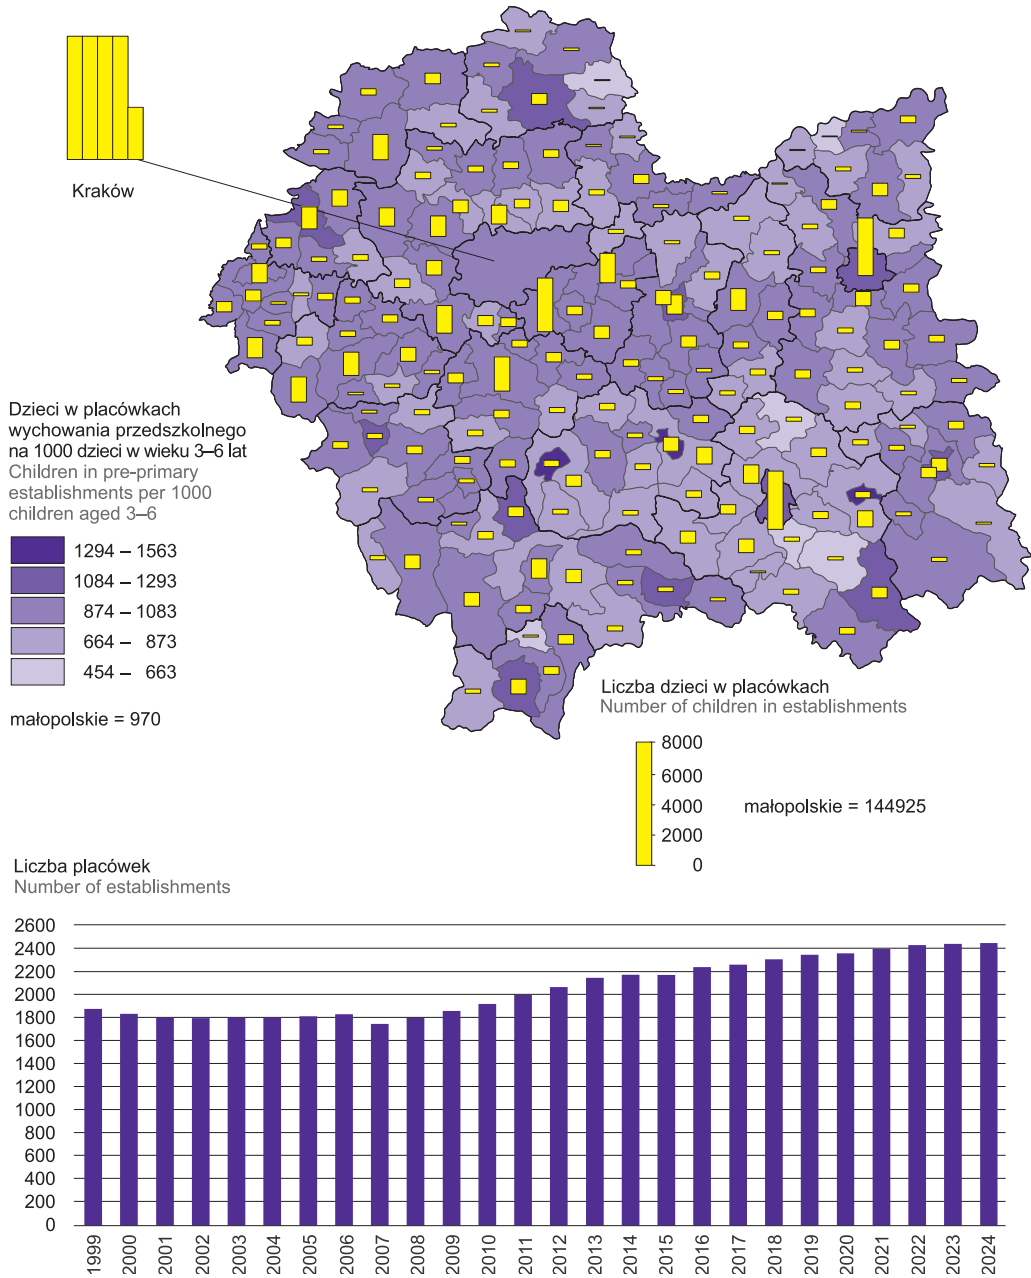 Kraków
Dzieci w placówkach
wychowania przedszkolnego
na 1000 dzieci w wieku 3–6 lat
Children in pre-primary
establishments per 1000
children aged 3–6
1294 – 1563
1084 – 1293
874 – 1083
664 – 873
454 – 663
małopolskie = 970
Liczba dzieci w placówkach
Number of children in establishments
8000
6000
4000
2000
0
małopolskie = 144925
Liczba placówek
Number of establishments
2600
2400
2200
2000
1800
1600
1400
1200
1000
800
600
400
200
0
1999 2000 2001 2002 2003 2004 2005 2006 2007 2008 2009 2010 2011 2012 2013 2014 2015 2016 2017 2018 2019 2020 2021 2022 2023 2024